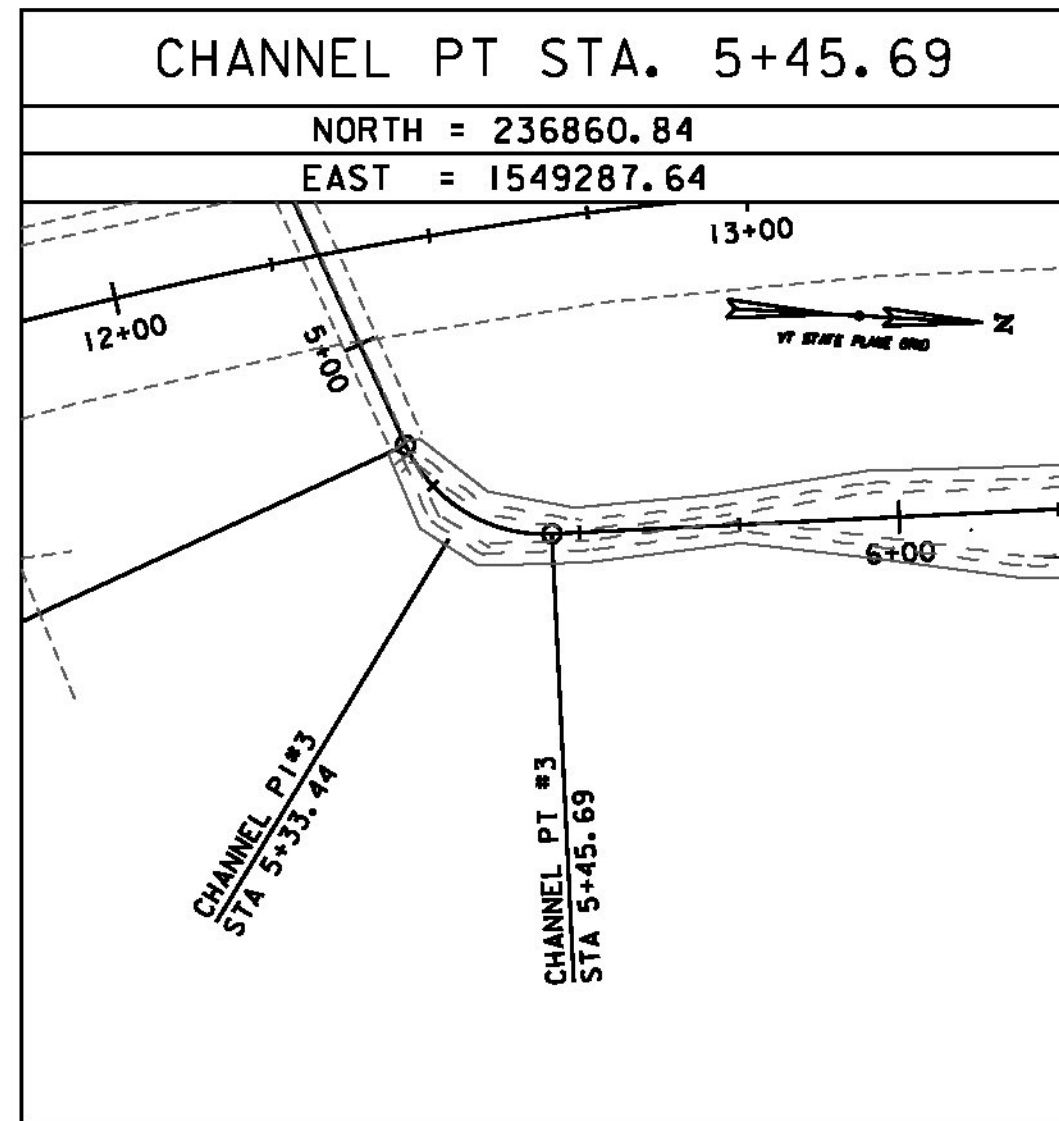 CHANNEL PT STA. 5+45.69
NORTH = 236860.84
EAST = 1549287.64
13+00
12+00
5+00
N
VT STATE PLANE GRID
6+00
CHANNEL PI#3
STA 5+33.44
CHANNEL PT #3
STA 5+45.69